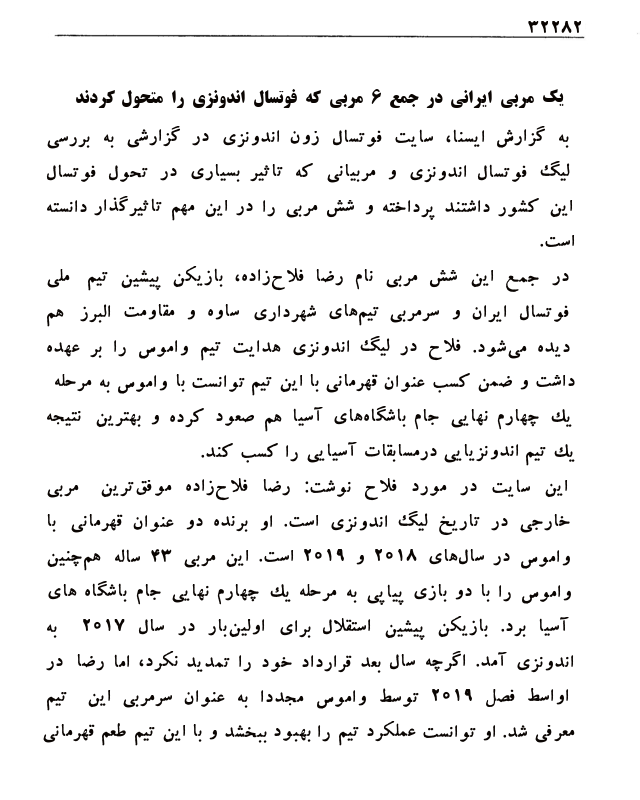 ۳۲۲۸۲
یک مربی ایرانی در جمع ۶ مربی که فوتسال اندونزی را متحول کردند
به گزارش ایسنا، سایت فوتسال زون اندونزی در گزارشی به بررسی
لیگ فوتسال اندونزی و مربیانی که تاثیر بسیاری در تحول فوتسال
این کشور داشتند پرداخته و شش مربی را در این مهم تاثیرگذار دانسته
است.
در جمع این شش مربی نام رضا فلاح‌زاده، بازیکن پیشین تیم ملی
فوتسال ایران و سرمربی تیم‌های شهرداری ساوه و مقاومت البرز هم
دیده می‌شود. فلاح در لیگ اندونزی هدایت تیم واموس را بر عهده
داشت و ضمن کسب عنوان قهرمانی با این تیم توانست با واموس به مرحله
یك چهارم نهایی جام باشگاه‌های آسیا هم صعود کرده و بهترین نتیجه
یك تیم اندونزیایی درمسابقات آسیایی را کسب کند.
این سایت در مورد فلاح نوشت: رضا فلاح‌زاده موفق‌ترین مربی
خارجی در تاریخ لیگ اندونزی است. او برنده دو عنوان قهرمانی با
واموس در سال‌های ۲۰۱۸ و ۲۰۱۹ است. این مربی ۴۳ ساله هم‌چنین
واموس را با دو بازی پیاپی به مرحله یك چهارم نهایی جام باشگاه های
آسیا برد. بازیکن پیشین استقلال برای اولین‌بار در سال ۲۰۱۷ به
اندونزی آمد. اگرچه سال بعد قرارداد خود را تمدید نکرد، اما رضا در
اواسط فصل ۲۰۱۹ توسط واموس مجددا به عنوان سرمربی این تیم
معرفی شد. او توانست عملکرد تیم را بهبود ببخشد و با این تیم طعم قهرمانی